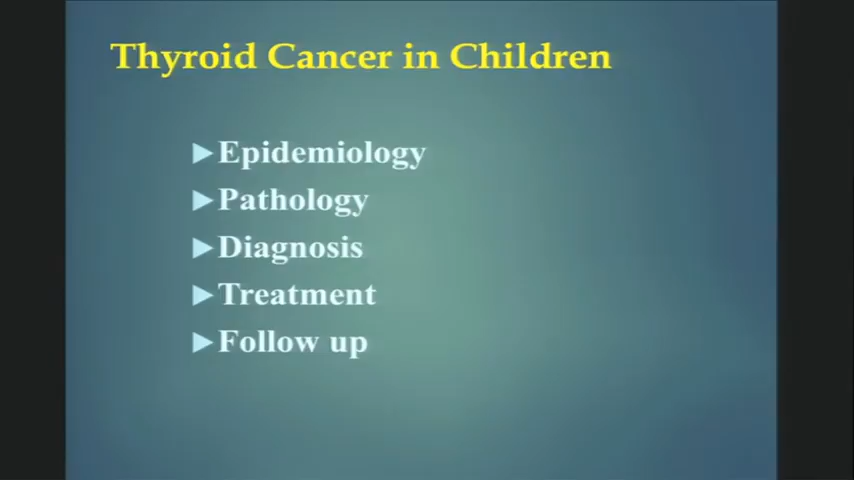 Thyroid Cancer in Children
►Epidemiology
►Pathology
►Diagnosis
►Treatment
►Follow up